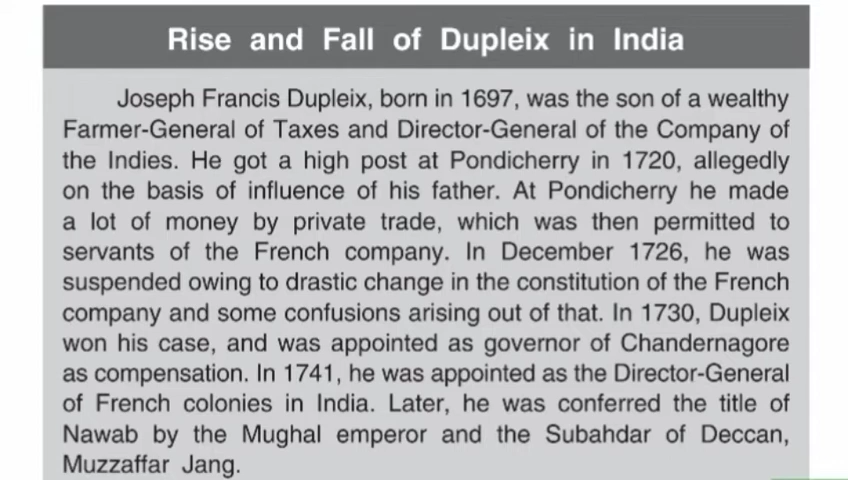 Rise and Fall of Dupleix in India
Joseph Francis Dupleix, born in 1697, was the son of a wealthy
Farmer-General of Taxes and Director-General of the Company of
the Indies. He got a high post at Pondicherry in 1720, allegedly
on the basis of influence of his father. At Pondicherry he made
a lot of money by private trade, which was then permitted to
servants of the French company. In December 1726, he was
suspended owing to drastic change in the constitution of the French
company and some confusions arising out of that. In 1730, Dupleix
won his case, and was appointed as governor of Chandernagore
as compensation. In 1741, he was appointed as the Director-General
of French colonies in India. Later, he was conferred the title of
Nawab by the Mughal emperor and the Subahdar of Deccan,
Muzzaffar Jang.